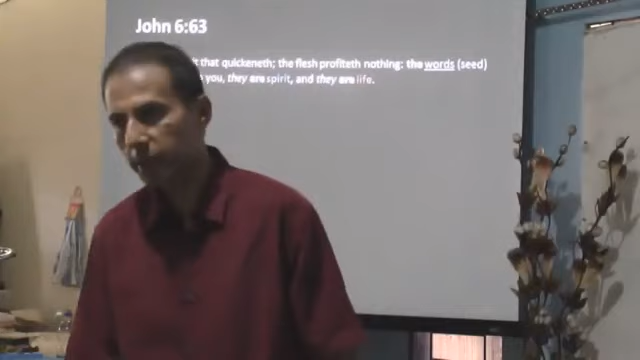 John 6:63
that quickeneth; the flesh profiteth nothing: the words (seed)
you, they are spirit, and they are life.